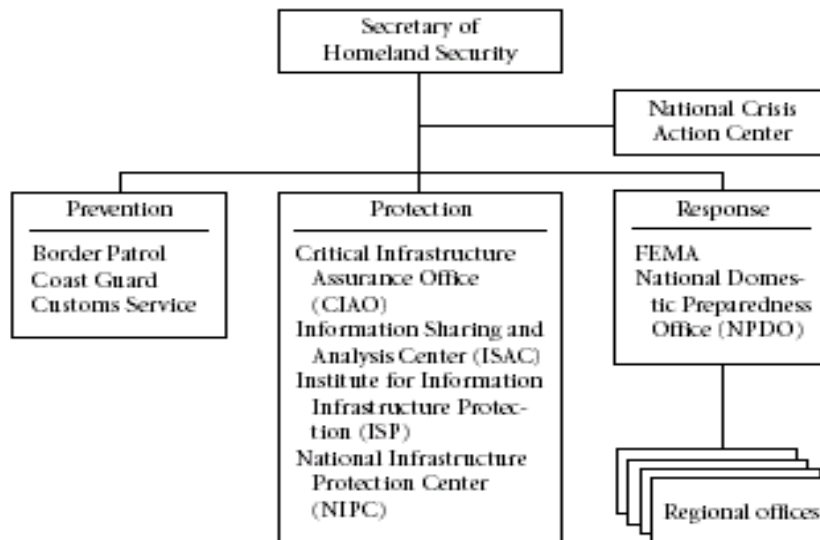 Secretary of
Homeland Security
National Crisis
Action Center
Prevention
Border Patrol
Coast Guard
Customs Service
Protection
Critical Infrastructure
Assurance Office
(CIAO)
Information Sharing and
Analysis Center (ISAC)
Institute for Information
Infrastructure Protec-
tion (ISP)
National Infrastructure
Protection Center
(NIPC)
Response
FEMA
National Domes-
tic Preparedness
Office (NPDO)
Regional offices